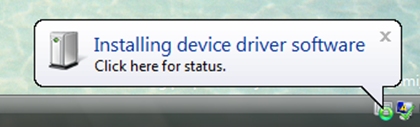 Installing device driver software
Click here for status.